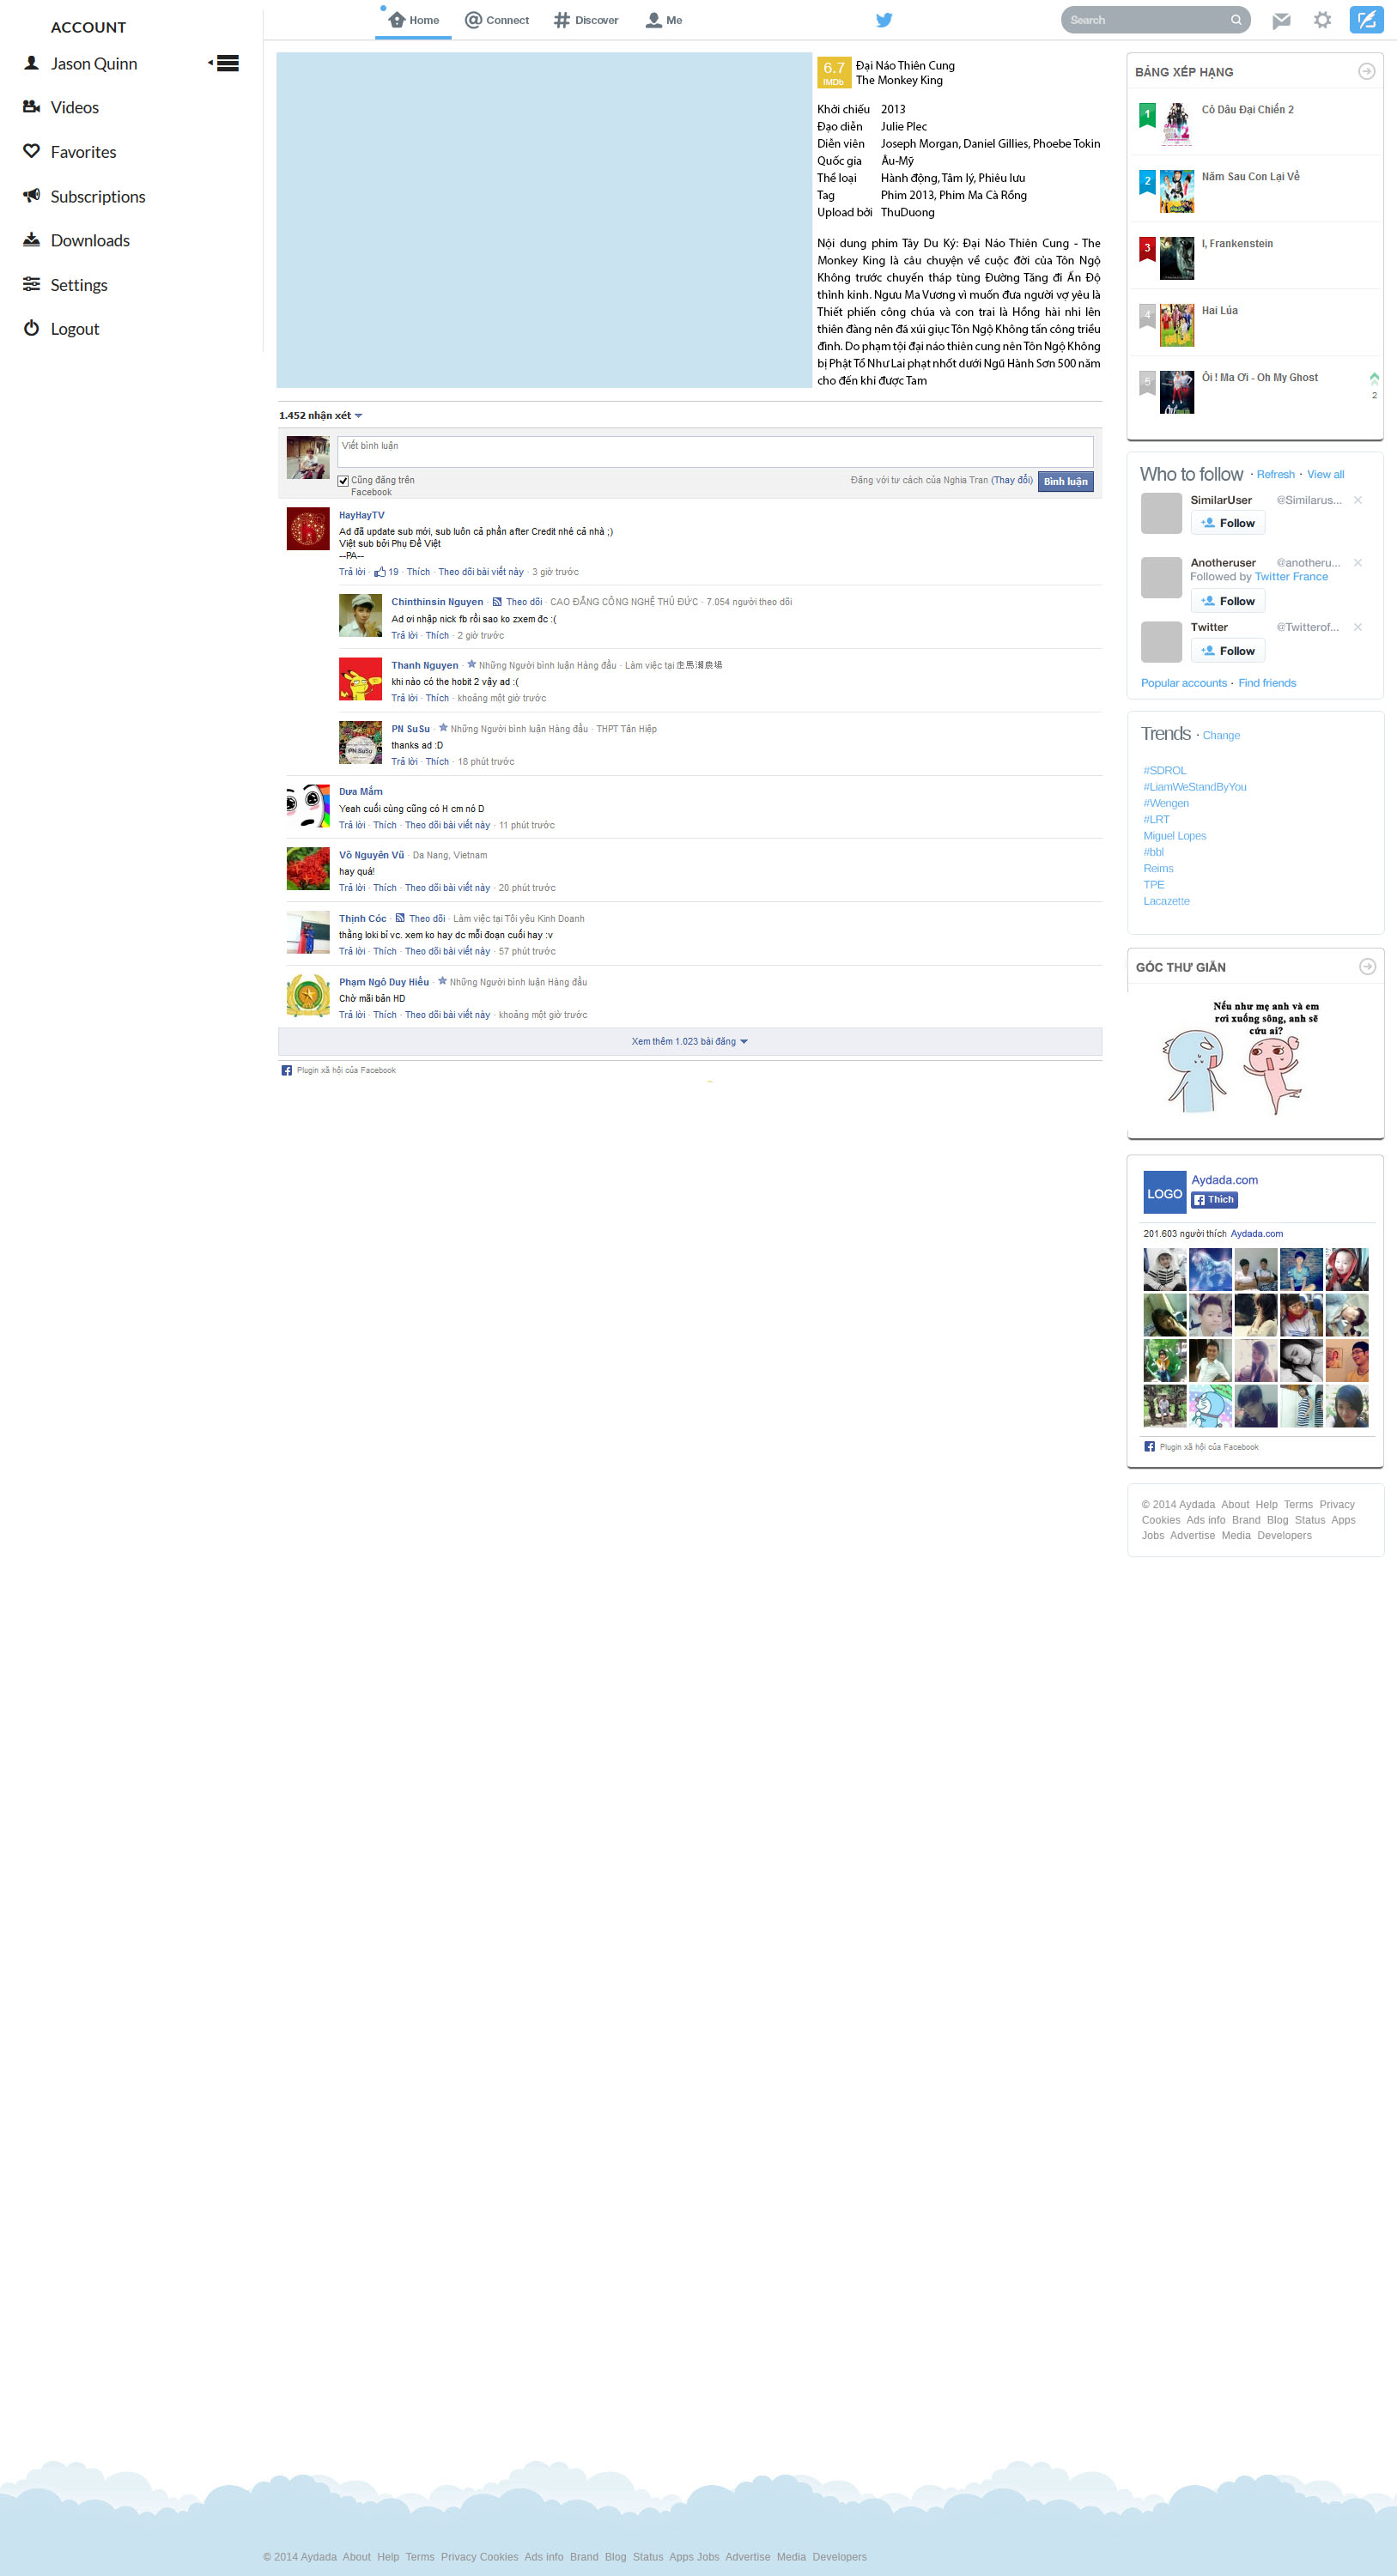 ACCOUNT
Jason Quinn
Videos
Favorites
Subscriptions
Downloads
Settings
Logout
Home
Connect
Discover
Me
Search
6.7
IMDb
Đại Náo Thiên Cung
The Monkey King
Khởi chiếu 2013
Đạo diễn Julie Plec
Diễn viên Joseph Morgan, Daniel Gillies, Phoebe Tokin
Quốc gia Âu-Mỹ
Thể loại Hành động, Tâm lý, Phiêu lưu
Tag Phim 2013, Phim Ma Cà Rồng
Upload bởi ThuDuong
Nội dung phim Tây Du Ký: Đại Náo Thiên Cung - The
Monkey King là câu chuyện về cuộc đời của Tôn Ngộ
Không trước chuyến tháp tùng Đường Tăng đi Ấn Độ
thỉnh kinh. Ngưu Ma Vương vì muốn đưa người vợ yêu là
Thiết phiến công chúa và con trai là Hồng hài nhi lên
thiên đàng nên đã xúi giục Tôn Ngộ Không tấn công triều
đình. Do phạm tội đại náo thiên cung nên Tôn Ngộ Không
bị Phật Tổ Như Lai phạt nhốt dưới Ngũ Hành Sơn 500 năm
cho đến khi được Tam
1.452 nhận xét
Viết bình luận
Cũng đăng trên
Facebook
Đăng với tư cách của Nghia Tran (Thay đổi)
Bình luận
HayHayTV
Ad đã update sub mới, sub luôn cả phần after Credit nhé cả nhà ;)
Việt sub bởi Phụ Đề Việt
--PA--
Trả lời · 19 · Thích · Theo dõi bài viết này · 3 giờ trước
Chinthinsin Nguyen · Theo dõi · CAO ĐẲNG CÔNG NGHỆ THỦ ĐỨC · 7.054 người theo dõi
Ad ơi nhập nick fb rồi sao ko zxem đc :(
Trả lời · Thích · 2 giờ trước
Thanh Nguyen · Những Người bình luận Hàng đầu · Làm việc tại 走馬瀨農場
khi nào có the hobit 2 vậy ad :(
Trả lời · Thích · khoảng một giờ trước
PN SuSu · Những Người bình luận Hàng đầu · THPT Tân Hiệp
thanks ad :D
Trả lời · Thích · 18 phút trước
Dưa Mắm
Yeah cuối cùng cũng có H cm nó D
Trả lời · Thích · Theo dõi bài viết này · 11 phút trước
Võ Nguyên Vũ · Da Nang, Vietnam
hay quá!
Trả lời · Thích · Theo dõi bài viết này · 20 phút trước
Thịnh Cóc · Theo dõi · Làm việc tại Tôi yêu Kinh Doanh
thằng loki bỉ vc. xem ko hay dc mỗi đoạn cuối hay :v
Trả lời · Thích · Theo dõi bài viết này · 57 phút trước
Phạm Ngô Duy Hiếu · Những Người bình luận Hàng đầu
Chờ mãi bản HD
Trả lời · Thích · Theo dõi bài viết này · khoảng một giờ trước
Xem thêm 1.023 bài đăng
Plugin xã hội của Facebook
BẢNG XẾP HẠNG
1 Cô Dâu Đại Chiến 2
2 Năm Sau Con Lại Về
3 I, Frankenstein
4 Hai Lúa
5 Ôi ! Ma Ơi - Oh My Ghost
2
Who to follow · Refresh · View all
SimilarUser @Similarus...
Follow
Anotheruser @anotheru...
Followed by Twitter France
Follow
Twitter @Twitterof...
Follow
Popular accounts · Find friends
Trends · Change
#SDROL
#LiamWeStandByYou
#Wengen
#LRT
Miguel Lopes
#bbl
Reims
TPE
Lacazette
GÓC THƯ GIÃN
Nếu như mẹ anh và em
rơi xuống sông, anh sẽ
cứu ai?
LOGO
Aydada.com
Thích
201.603 người thích Aydada.com
Plugin xã hội của Facebook
© 2014 Aydada About Help Terms Privacy
Cookies Ads info Brand Blog Status Apps
Jobs Advertise Media Developers
© 2014 Aydada About Help Terms Privacy Cookies Ads info Brand Blog Status Apps Jobs Advertise Media Developers